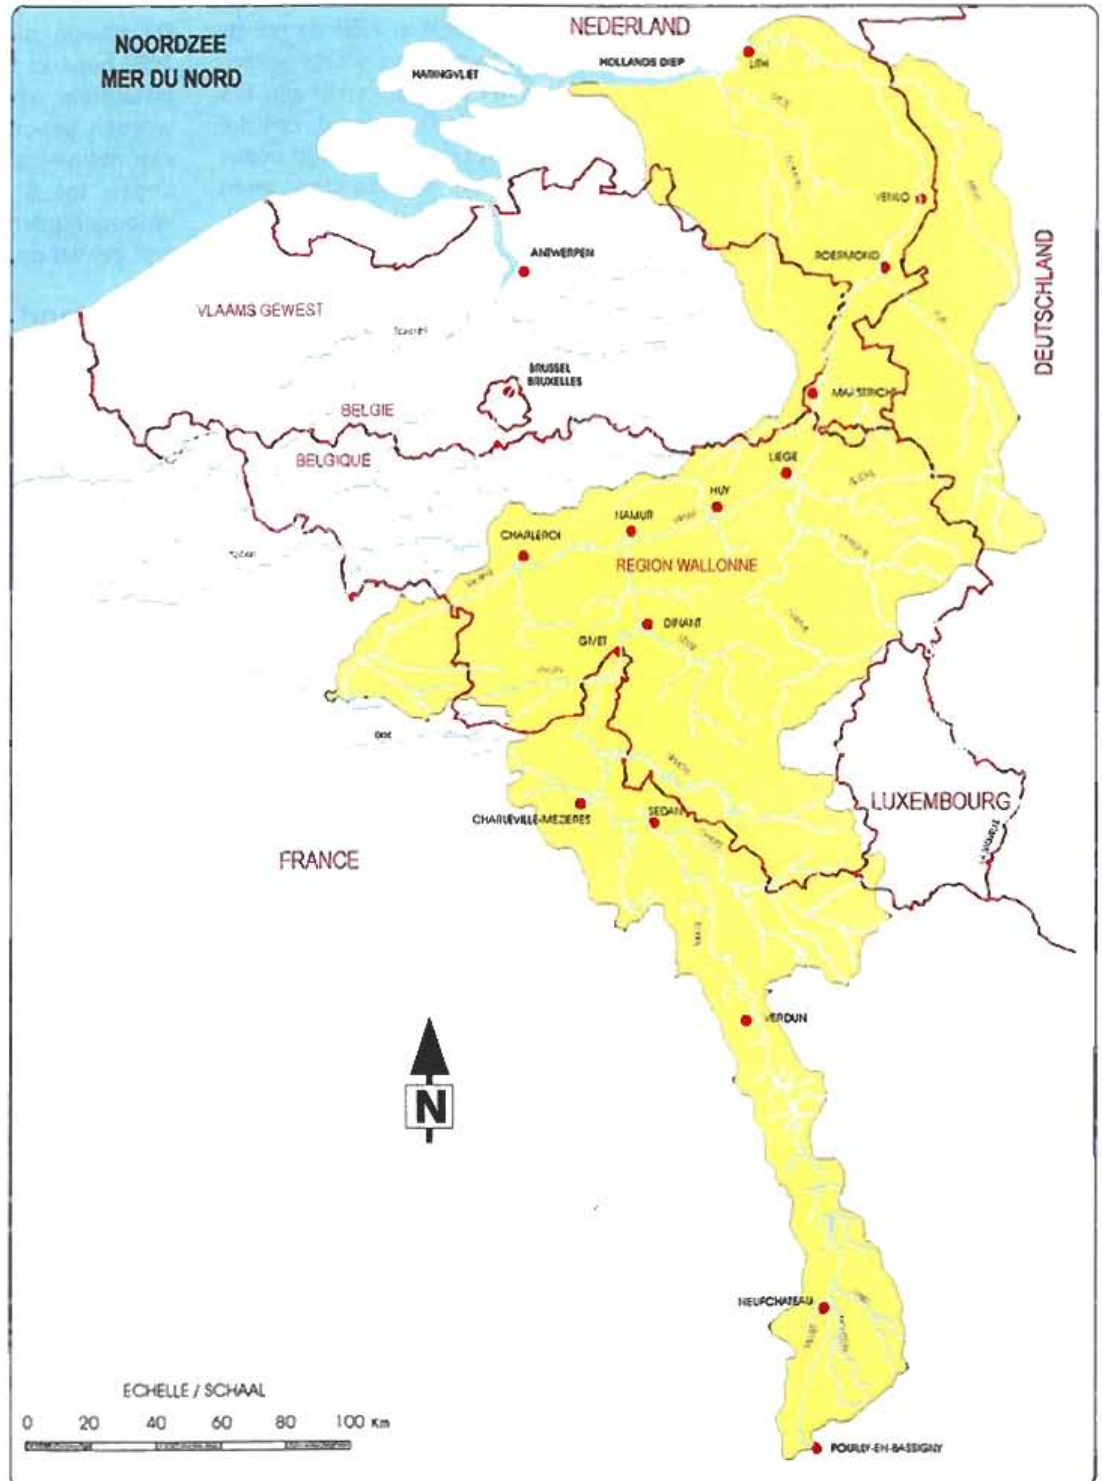 NOORDZEE
MER DU NORD
NEDERLAND
HARINGVLIET
HOLLANDS DIEP
LITH
VENLO
ROERMOND
DEUTSCHLAND
ANTWERPEN
VLAAMS GEWEST
BRUSSEL
BRUXELLES
BELGIE
BELGIQUE
MAASTRICHT
LIEGE
HUY
NAMUR
CHARLEROI
REGION WALLONNE
DINANT
GIVET
OISE
LUXEMBOURG
CHARLEVILLE-MEZIERES
SEDAN
FRANCE
VERDUN
N
NEUFCHATEAU
ECHELLE / SCHAAL
0 20 40 60 80 100 Km
POUILLY-EN-BASSIGNY